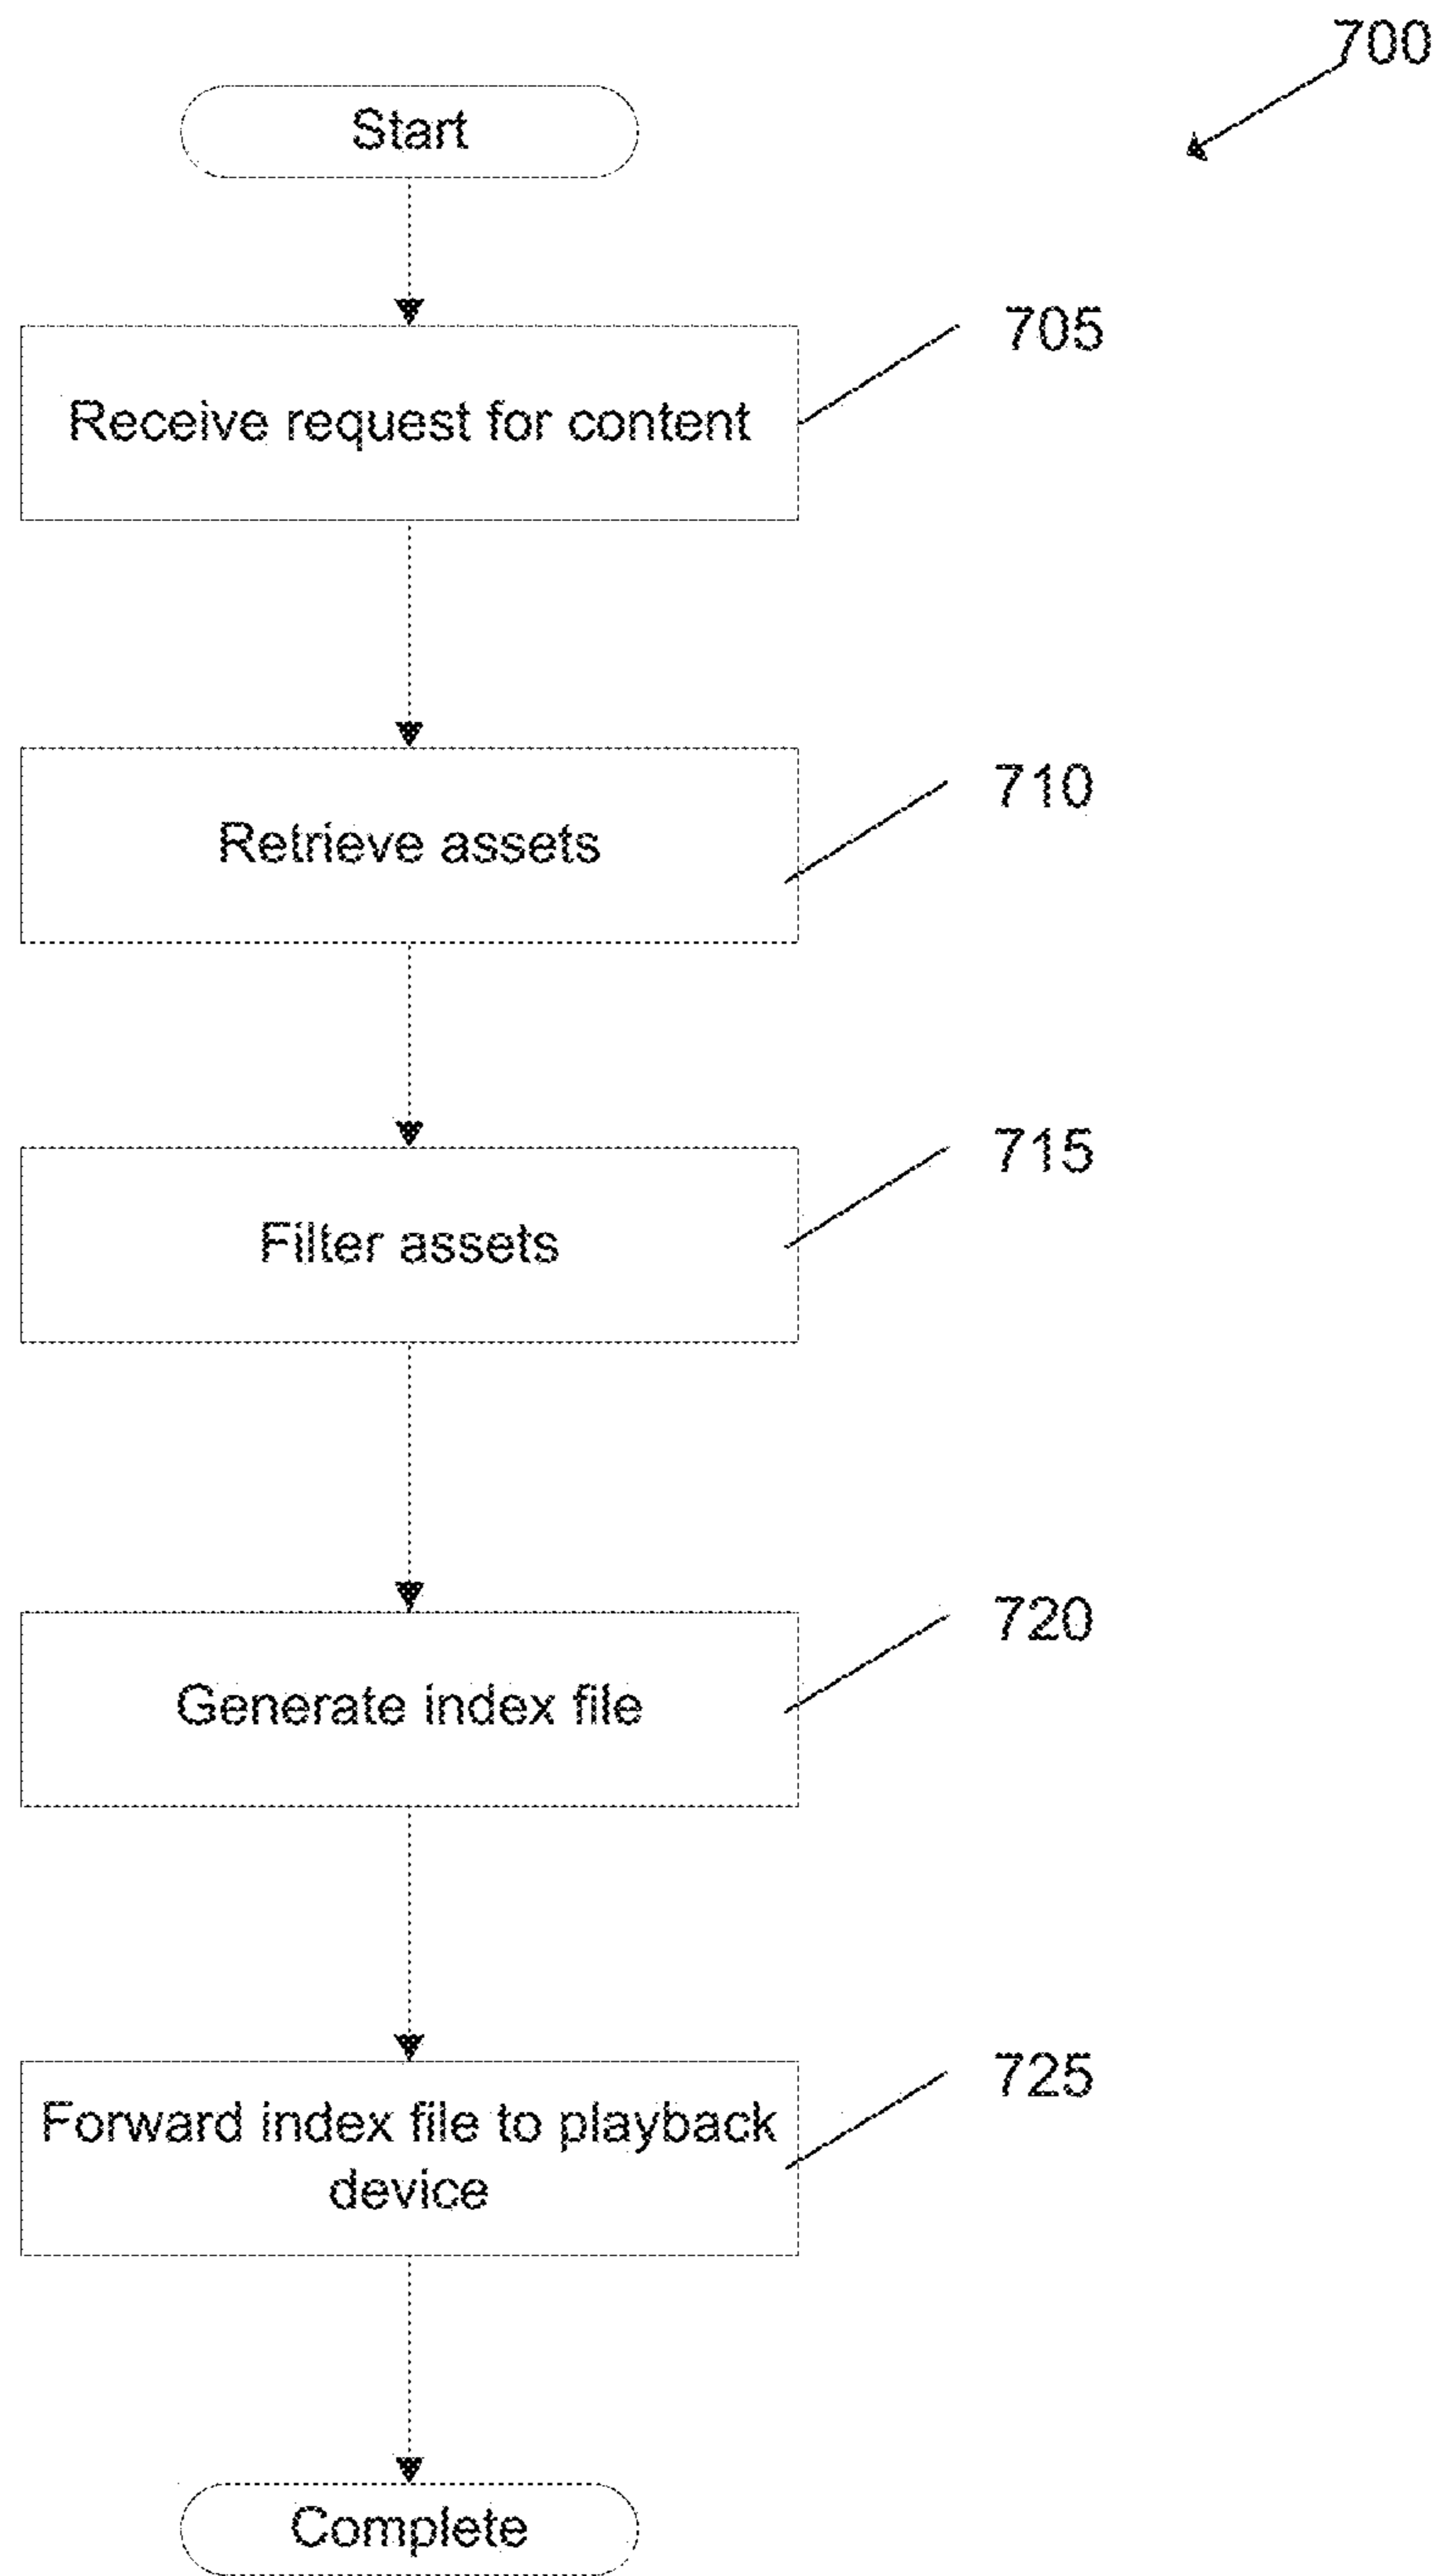 700
Start
705
Receive request for content
710
Retrieve assets
715
Filter assets
720
Generate index file
725
Forward index file to playback
device
Complete